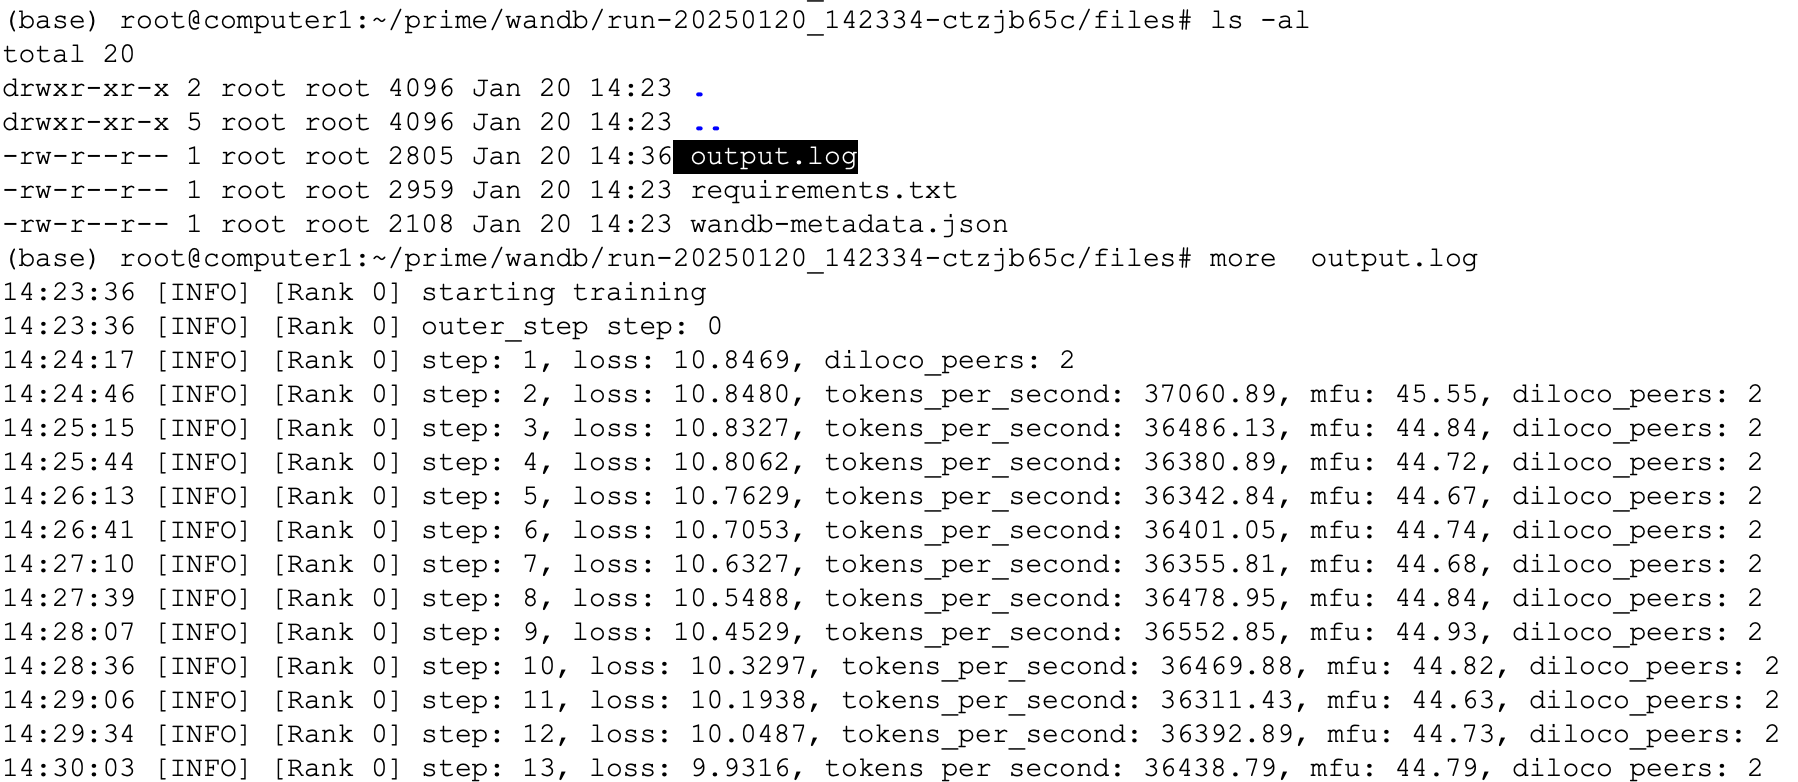 (base) root@computer1:~/prime/wandb/run-20250120_142334-ctzjb65c/files# ls -al
total 20
drwxr-xr-x 2 root root 4096 Jan 20 14:23 .
drwxr-xr-x 5 root root 4096 Jan 20 14:23 ..
-rw-r--r-- 1 root root 2805 Jan 20 14:36 output.log
-rw-r--r-- 1 root root 2959 Jan 20 14:23 requirements.txt
-rw-r--r-- 1 root root 2108 Jan 20 14:23 wandb-metadata.json
(base) root@computer1:~/prime/wandb/run-20250120_142334-ctzjb65c/files# more  output.log
14:23:36 [INFO] [Rank 0] starting training
14:23:36 [INFO] [Rank 0] outer_step step: 0
14:24:17 [INFO] [Rank 0] step: 1, loss: 10.8469, diloco_peers: 2
14:24:46 [INFO] [Rank 0] step: 2, loss: 10.8480, tokens_per_second: 37060.89, mfu: 45.55, diloco_peers: 2
14:25:15 [INFO] [Rank 0] step: 3, loss: 10.8327, tokens_per_second: 36486.13, mfu: 44.84, diloco_peers: 2
14:25:44 [INFO] [Rank 0] step: 4, loss: 10.8062, tokens_per_second: 36380.89, mfu: 44.72, diloco_peers: 2
14:26:13 [INFO] [Rank 0] step: 5, loss: 10.7629, tokens_per_second: 36342.84, mfu: 44.67, diloco_peers: 2
14:26:41 [INFO] [Rank 0] step: 6, loss: 10.7053, tokens_per_second: 36401.05, mfu: 44.74, diloco_peers: 2
14:27:10 [INFO] [Rank 0] step: 7, loss: 10.6327, tokens_per_second: 36355.81, mfu: 44.68, diloco_peers: 2
14:27:39 [INFO] [Rank 0] step: 8, loss: 10.5488, tokens_per_second: 36478.95, mfu: 44.84, diloco_peers: 2
14:28:07 [INFO] [Rank 0] step: 9, loss: 10.4529, tokens_per_second: 36552.85, mfu: 44.93, diloco_peers: 2
14:28:36 [INFO] [Rank 0] step: 10, loss: 10.3297, tokens_per_second: 36469.88, mfu: 44.82, diloco_peers: 2
14:29:06 [INFO] [Rank 0] step: 11, loss: 10.1938, tokens_per_second: 36311.43, mfu: 44.63, diloco_peers: 2
14:29:34 [INFO] [Rank 0] step: 12, loss: 10.0487, tokens_per_second: 36392.89, mfu: 44.73, diloco_peers: 2
14:30:03 [INFO] [Rank 0] step: 13, loss: 9.9316, tokens_per_second: 36438.79, mfu: 44.79, diloco_peers: 2